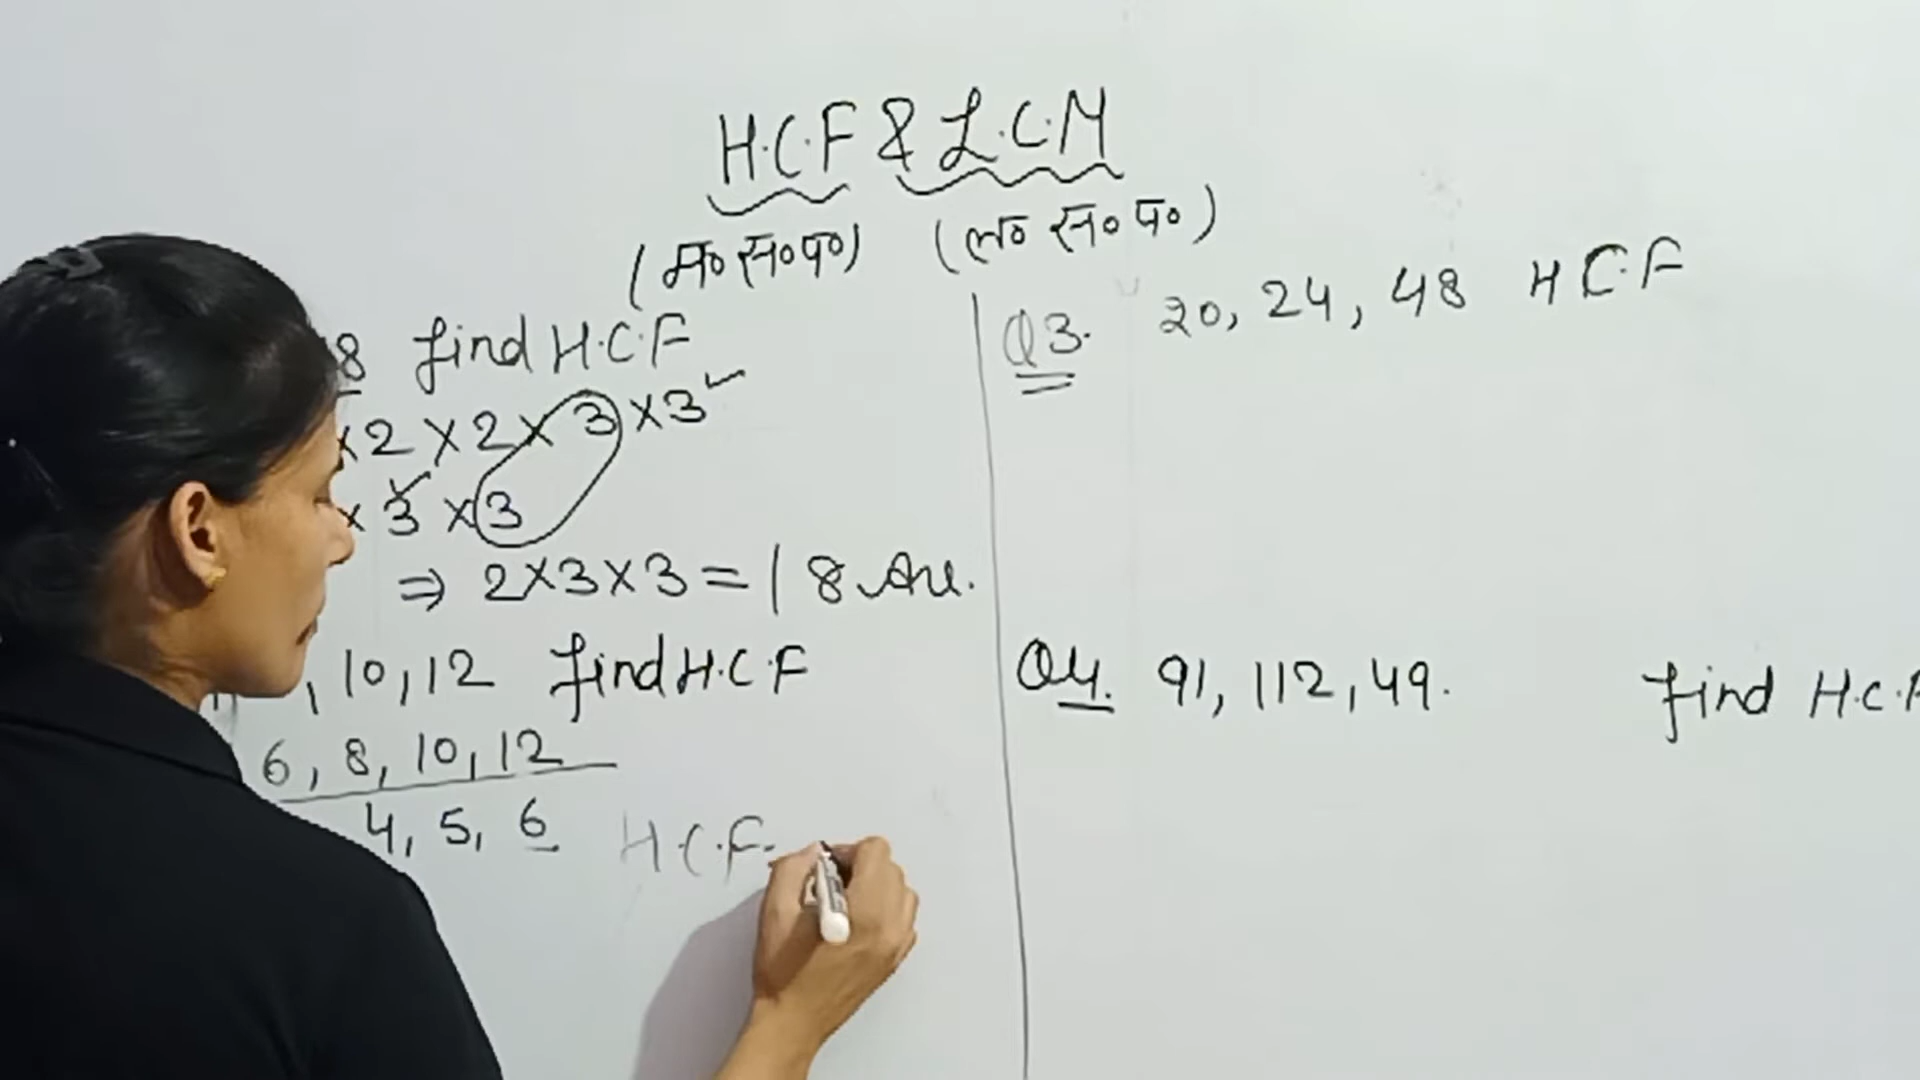 H.C.F & L.C.M
(म० स० प०) (ल० स० प०)
8 find H.C.F
×2×2×3×3
×3×3
⇒ 2×3×3=18 Ans.
, 10, 12 find H.C.F
6, 8, 10, 12
4, 5, 6 H.C.F.
Q3. 20, 24, 48 H C.F
Q4. 91, 112, 49. find H.C.F